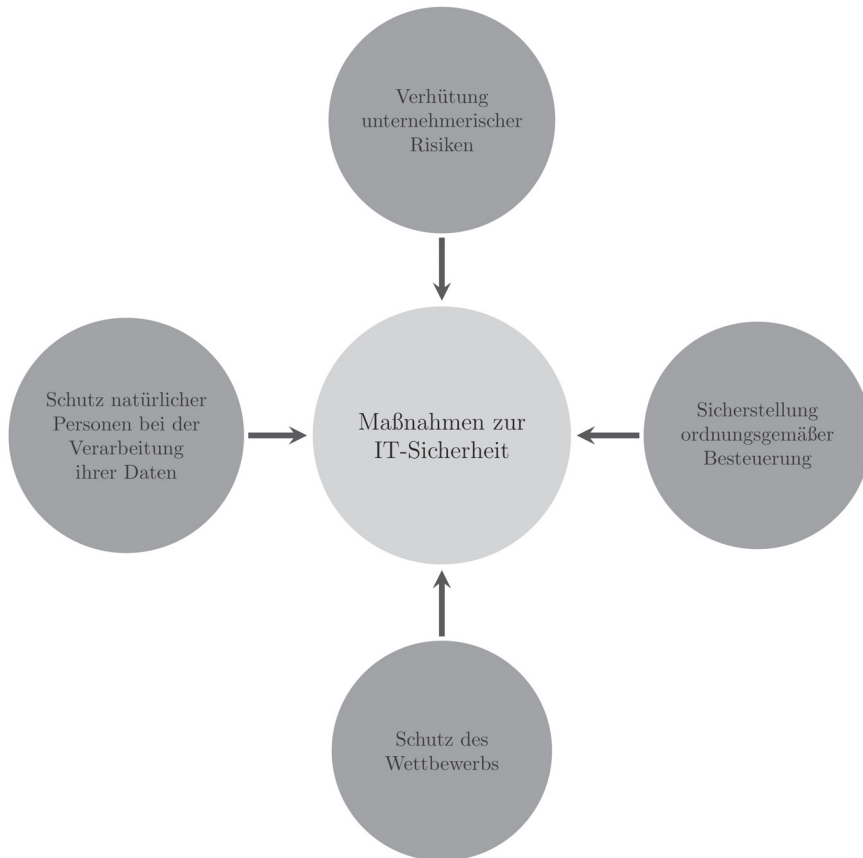 Verhütung
unternehmerischer
Risiken
Schutz natürlicher
Personen bei der
Verarbeitung
ihrer Daten
Maßnahmen zur
IT-Sicherheit
Sicherstellung
ordnungsgemäßer
Besteuerung
Schutz des
Wettbewerbs